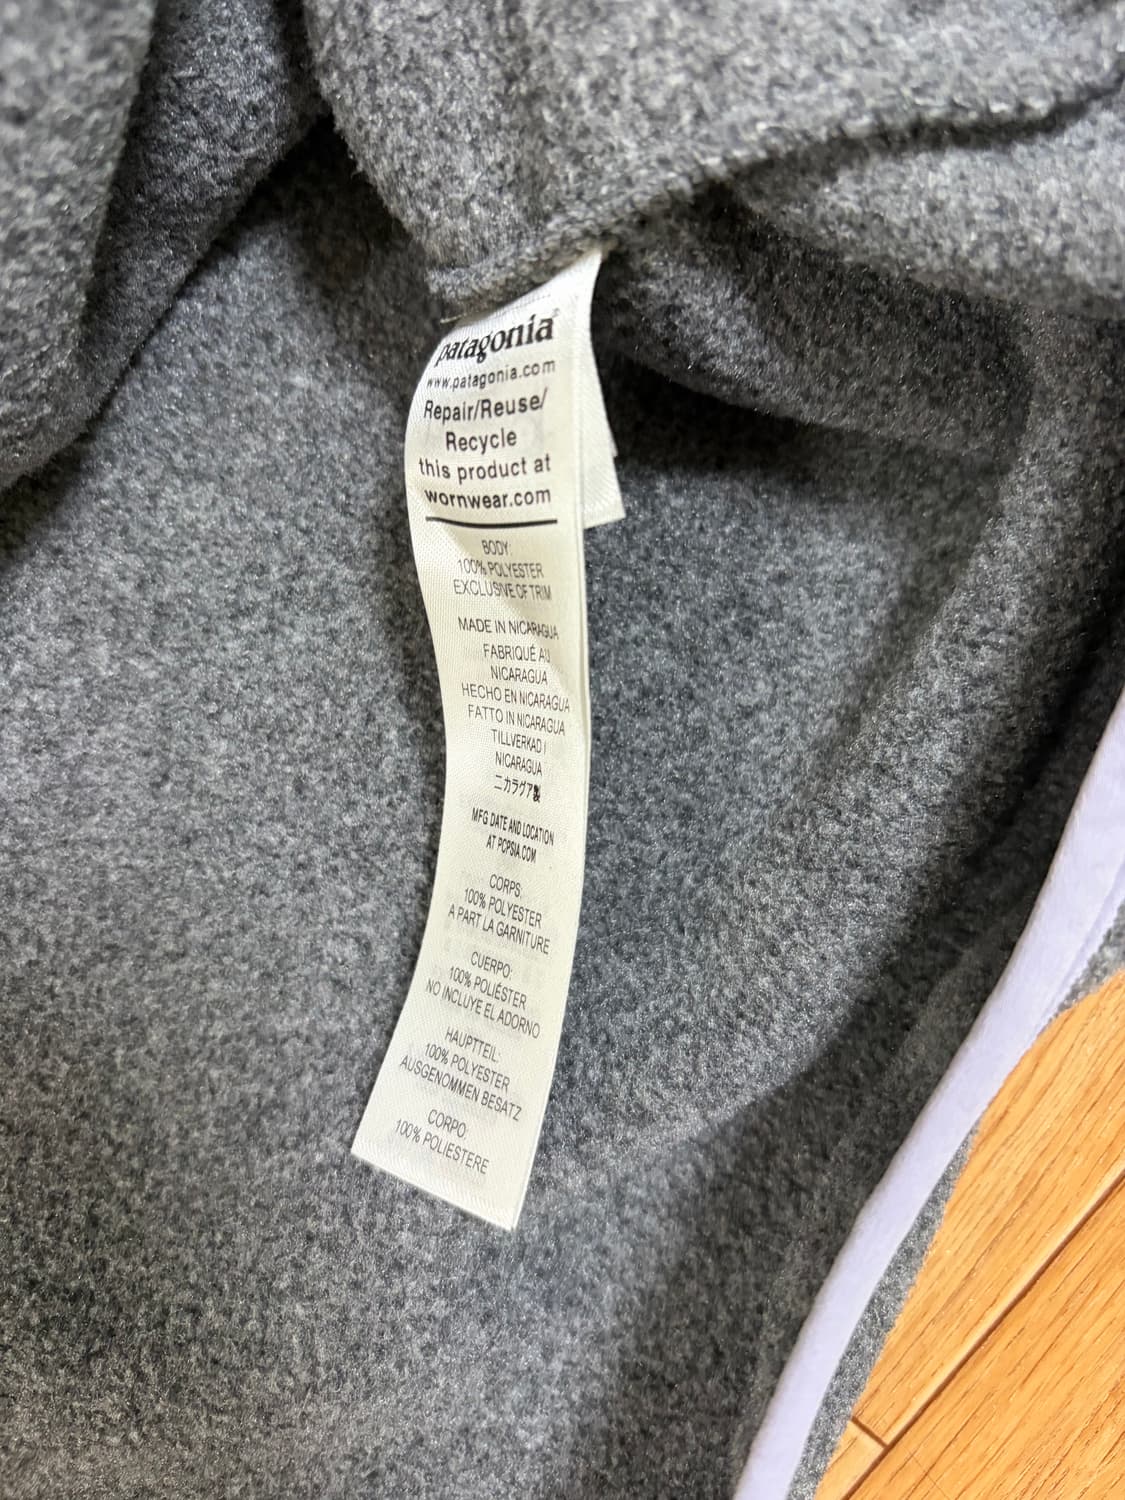 patagonia®
www.patagonia.com
Repair/Reuse/
Recycle
this product at
wornwear.com
BODY:
100% POLYESTER
EXCLUSIVE OF TRIM
MADE IN NICARAGUA
FABRIQUÉ AU
NICARAGUA
HECHO EN NICARAGUA
FATTO IN NICARAGUA
TILLVERKAD I
NICARAGUA
ニカラグア製
MFG DATE AND LOCATION
AT PCPSIA.COM
CORPS:
100% POLYESTER
A PART LA GARNITURE
CUERPO:
100% POLIÉSTER
NO INCLUYE EL ADORNO
HAUPTTEIL:
100% POLYESTER
AUSGENOMMEN BESATZ
CORPO:
100% POLIESTERE